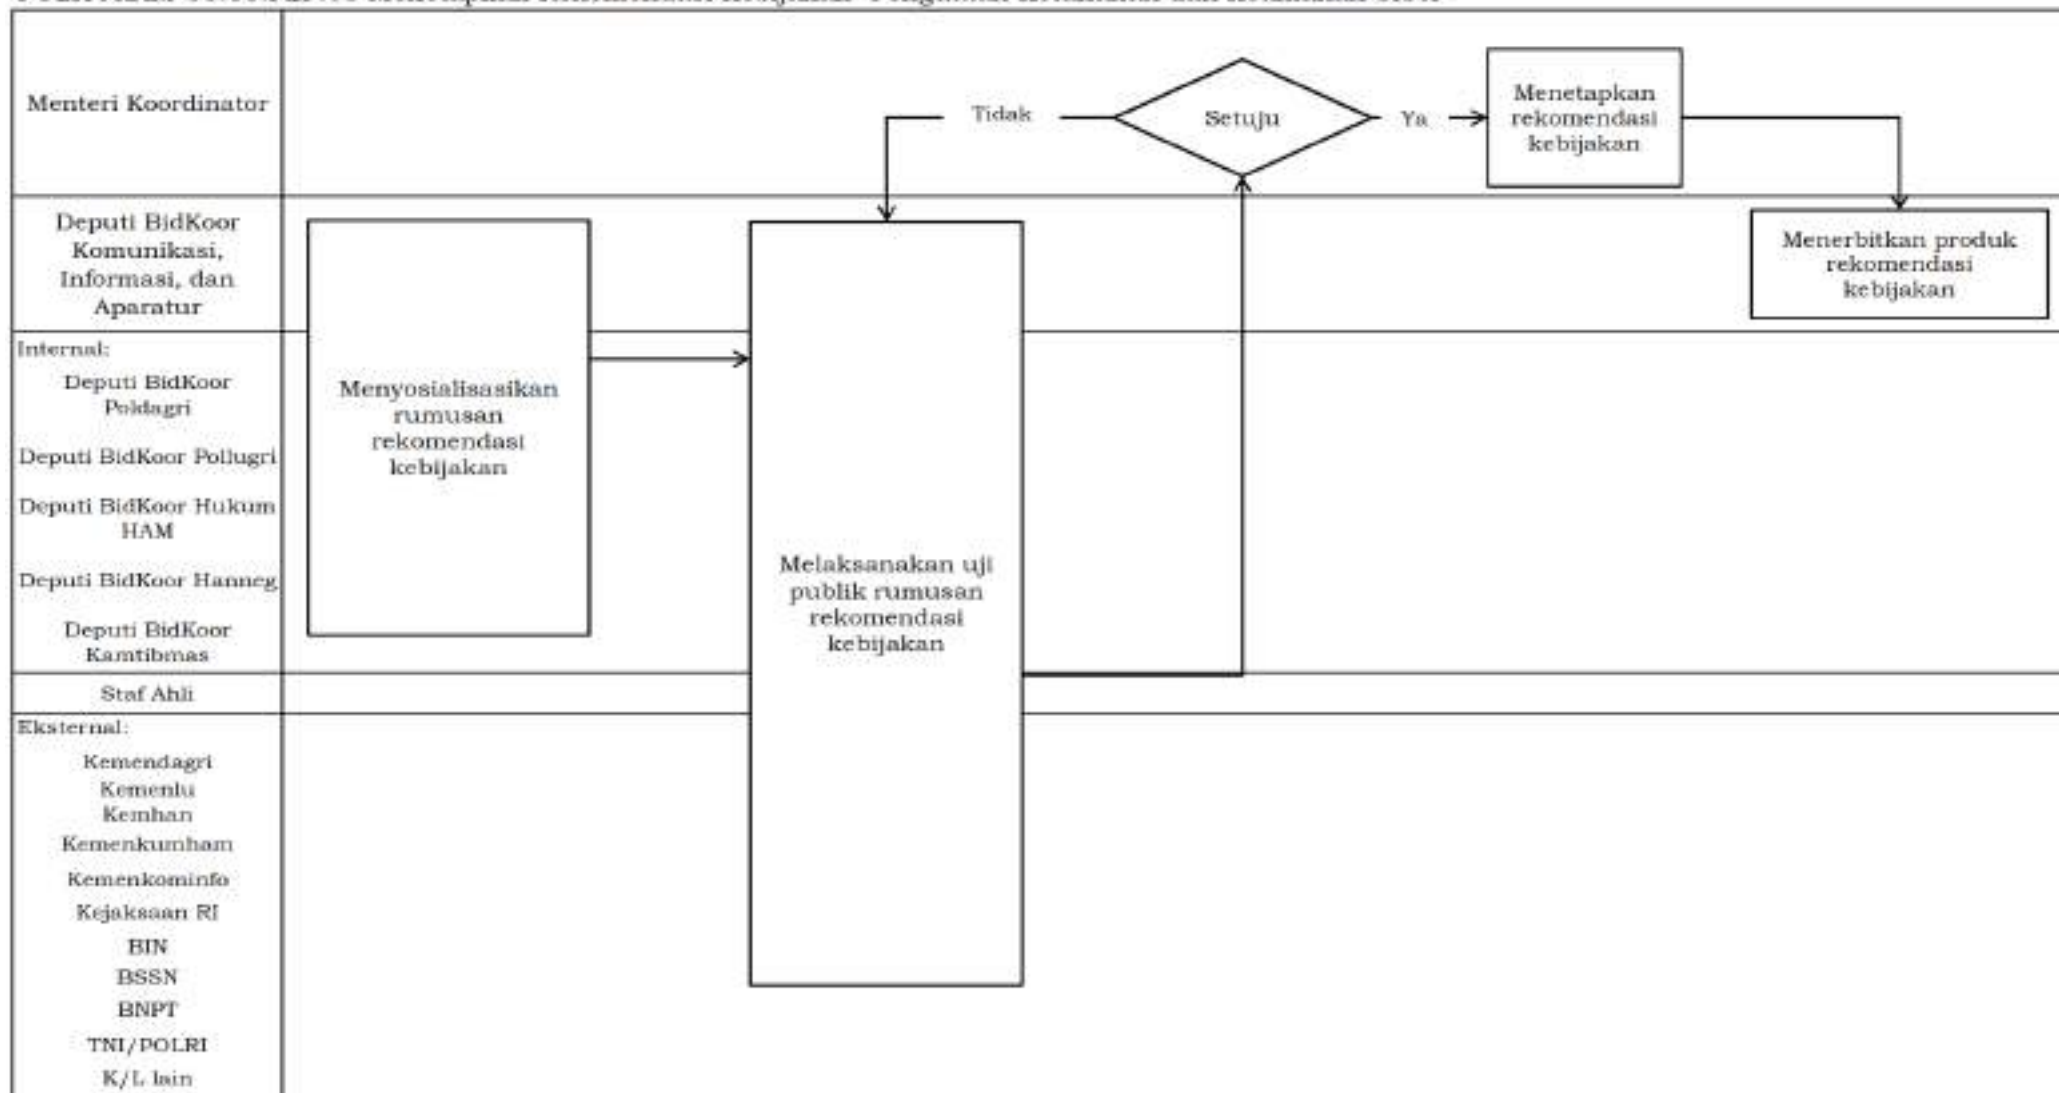 Menteri Koordinator
Tidak
Setuju
Ya
Menetapkan
rekomendasi
kebijakan
Deputi BidKoor
Komunikasi,
Informasi, dan
Aparatur
Menerbitkan produk
rekomendasi
kebijakan
Internal:
Deputi BidKoor
Poldagri
Deputi BidKoor Pollugri
Deputi BidKoor Hukum
HAM
Deputi BidKoor Hanneg
Deputi BidKoor
Kamtibmas
Menyosialisasikan
rumusan
rekomendasi
kebijakan
Melaksanakan uji
publik rumusan
rekomendasi
kebijakan
Staf Ahli
Eksternal:
Kemendagri
Kemenlu
Kemhan
Kemenkumham
Kemenkominfo
Kejaksaan RI
BIN
BSSN
BNPT
TNI/POLRI
K/L lain